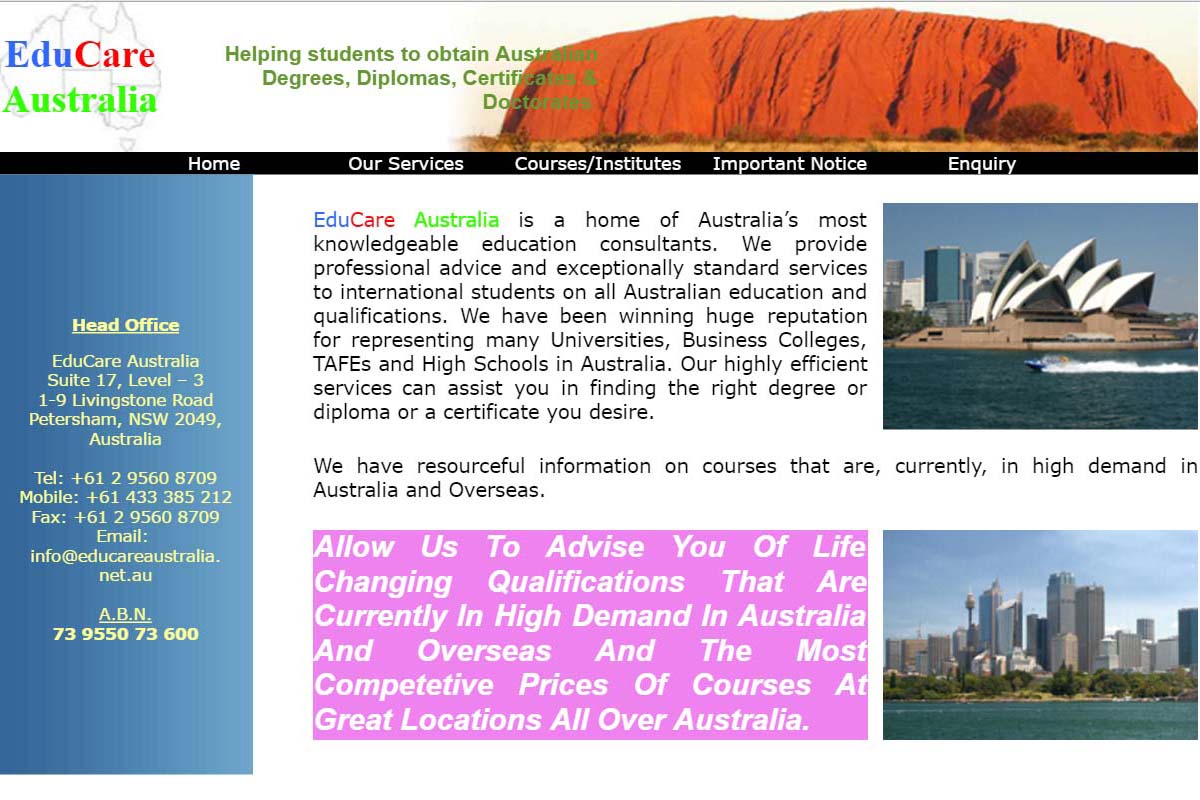 EduCare
Australia
Helping students to obtain Australian
Degrees, Diplomas, Certificates &
Doctorates.
Home Our Services Courses/Institutes Important Notice Enquiry
Head Office
EduCare Australia
Suite 17, Level – 3
1-9 Livingstone Road
Petersham, NSW 2049,
Australia
Tel: +61 2 9560 8709
Mobile: +61 433 385 212
Fax: +61 2 9560 8709
Email:
info@educareaustralia.
net.au
A.B.N.
73 9550 73 600
EduCare Australia is a home of Australia’s most
knowledgeable education consultants. We provide
professional advice and exceptionally standard services
to international students on all Australian education and
qualifications. We have been winning huge reputation
for representing many Universities, Business Colleges,
TAFEs and High Schools in Australia. Our highly efficient
services can assist you in finding the right degree or
diploma or a certificate you desire.
We have resourceful information on courses that are, currently, in high demand in
Australia and Overseas.
Allow Us To Advise You Of Life
Changing Qualifications That Are
Currently In High Demand In Australia
And Overseas And The Most
Competetive Prices Of Courses At
Great Locations All Over Australia.